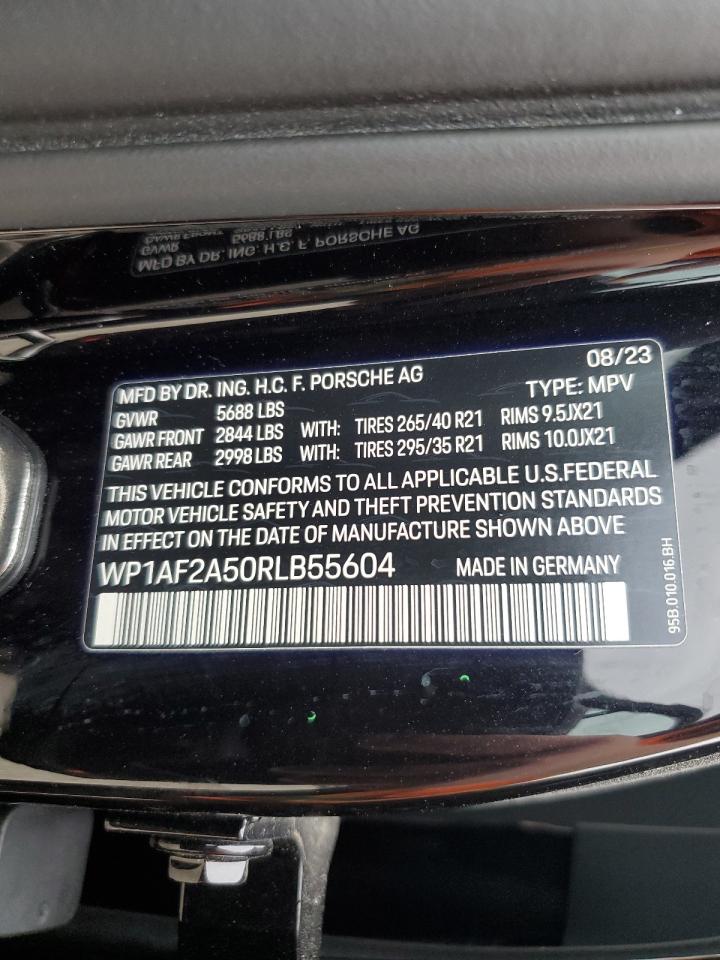 08/23
MFD BY DR. ING. H.C. F. PORSCHE AG TYPE: MPV
GVWR 5688 LBS
GAWR FRONT 2844 LBS WITH: TIRES 265/40 R21 RIMS 9.5JX21
GAWR REAR 2998 LBS WITH: TIRES 295/35 R21 RIMS 10.0JX21
THIS VEHICLE CONFORMS TO ALL APPLICABLE U.S.FEDERAL
MOTOR VEHICLE SAFETY AND THEFT PREVENTION STANDARDS
IN EFFECT ON THE DATE OF MANUFACTURE SHOWN ABOVE
WP1AF2A50RLB55604 MADE IN GERMANY
95B.010.016.BH